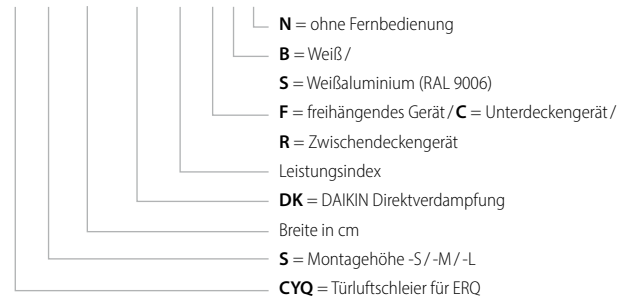 N = ohne Fernbedienung
B = Weiß /
S = Weißaluminium (RAL 9006)
F = freihängendes Gerät / C = Unterdeckengerät /
R = Zwischendeckengerät
Leistungsindex
DK = DAIKIN Direktverdampfung
Breite in cm
S = Montagehöhe -S / -M / -L
CYQ = Türluftschleier für ERQ